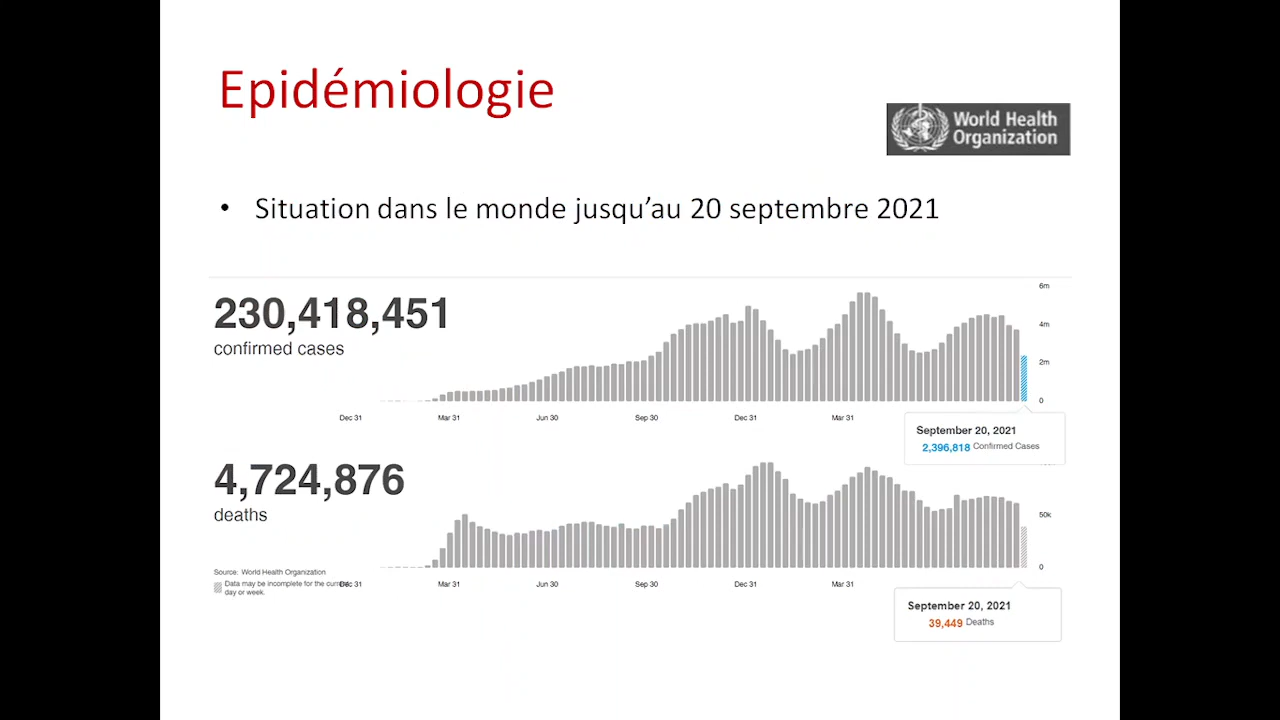 Epidémiologie
World Health
Organization
• Situation dans le monde jusqu’au 20 septembre 2021
230,418,451
confirmed cases
6m
4m
2m
0
Dec 31
Mar 31
Jun 30
Sep 30
Dec 31
Mar 31
September 20, 2021
2,396,818 Confirmed Cases
4,724,876
deaths
50k
0
Source: World Health Organization
Data may be incomplete for the
day or week.
Dec 31
Mar 31
Jun 30
Sep 30
Dec 31
Mar 31
September 20, 2021
39,449 Deaths